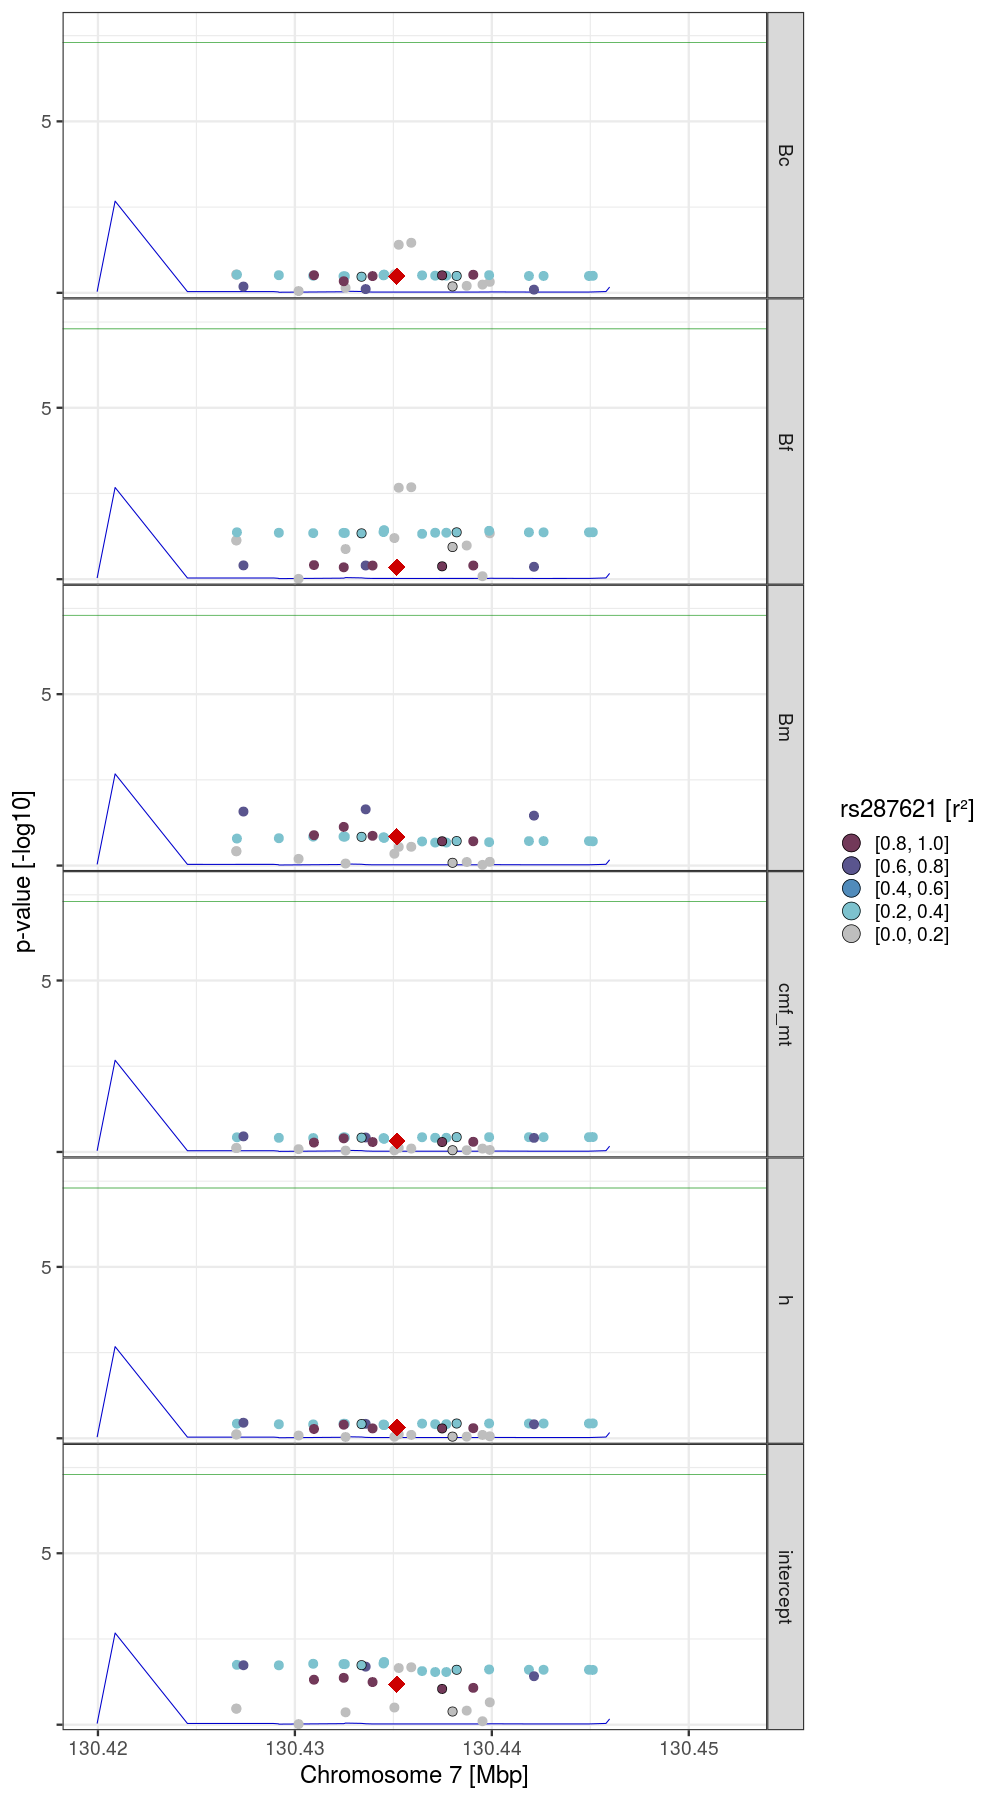 5
Bc
5
Bf
5
Bm
5
cmf_mt
5
h
5
intercept
p-value [-log10]
130.42 130.43 130.44 130.45
Chromosome 7 [Mbp]
rs287621 [r²]
[0.8, 1.0]
[0.6, 0.8]
[0.4, 0.6]
[0.2, 0.4]
[0.0, 0.2]